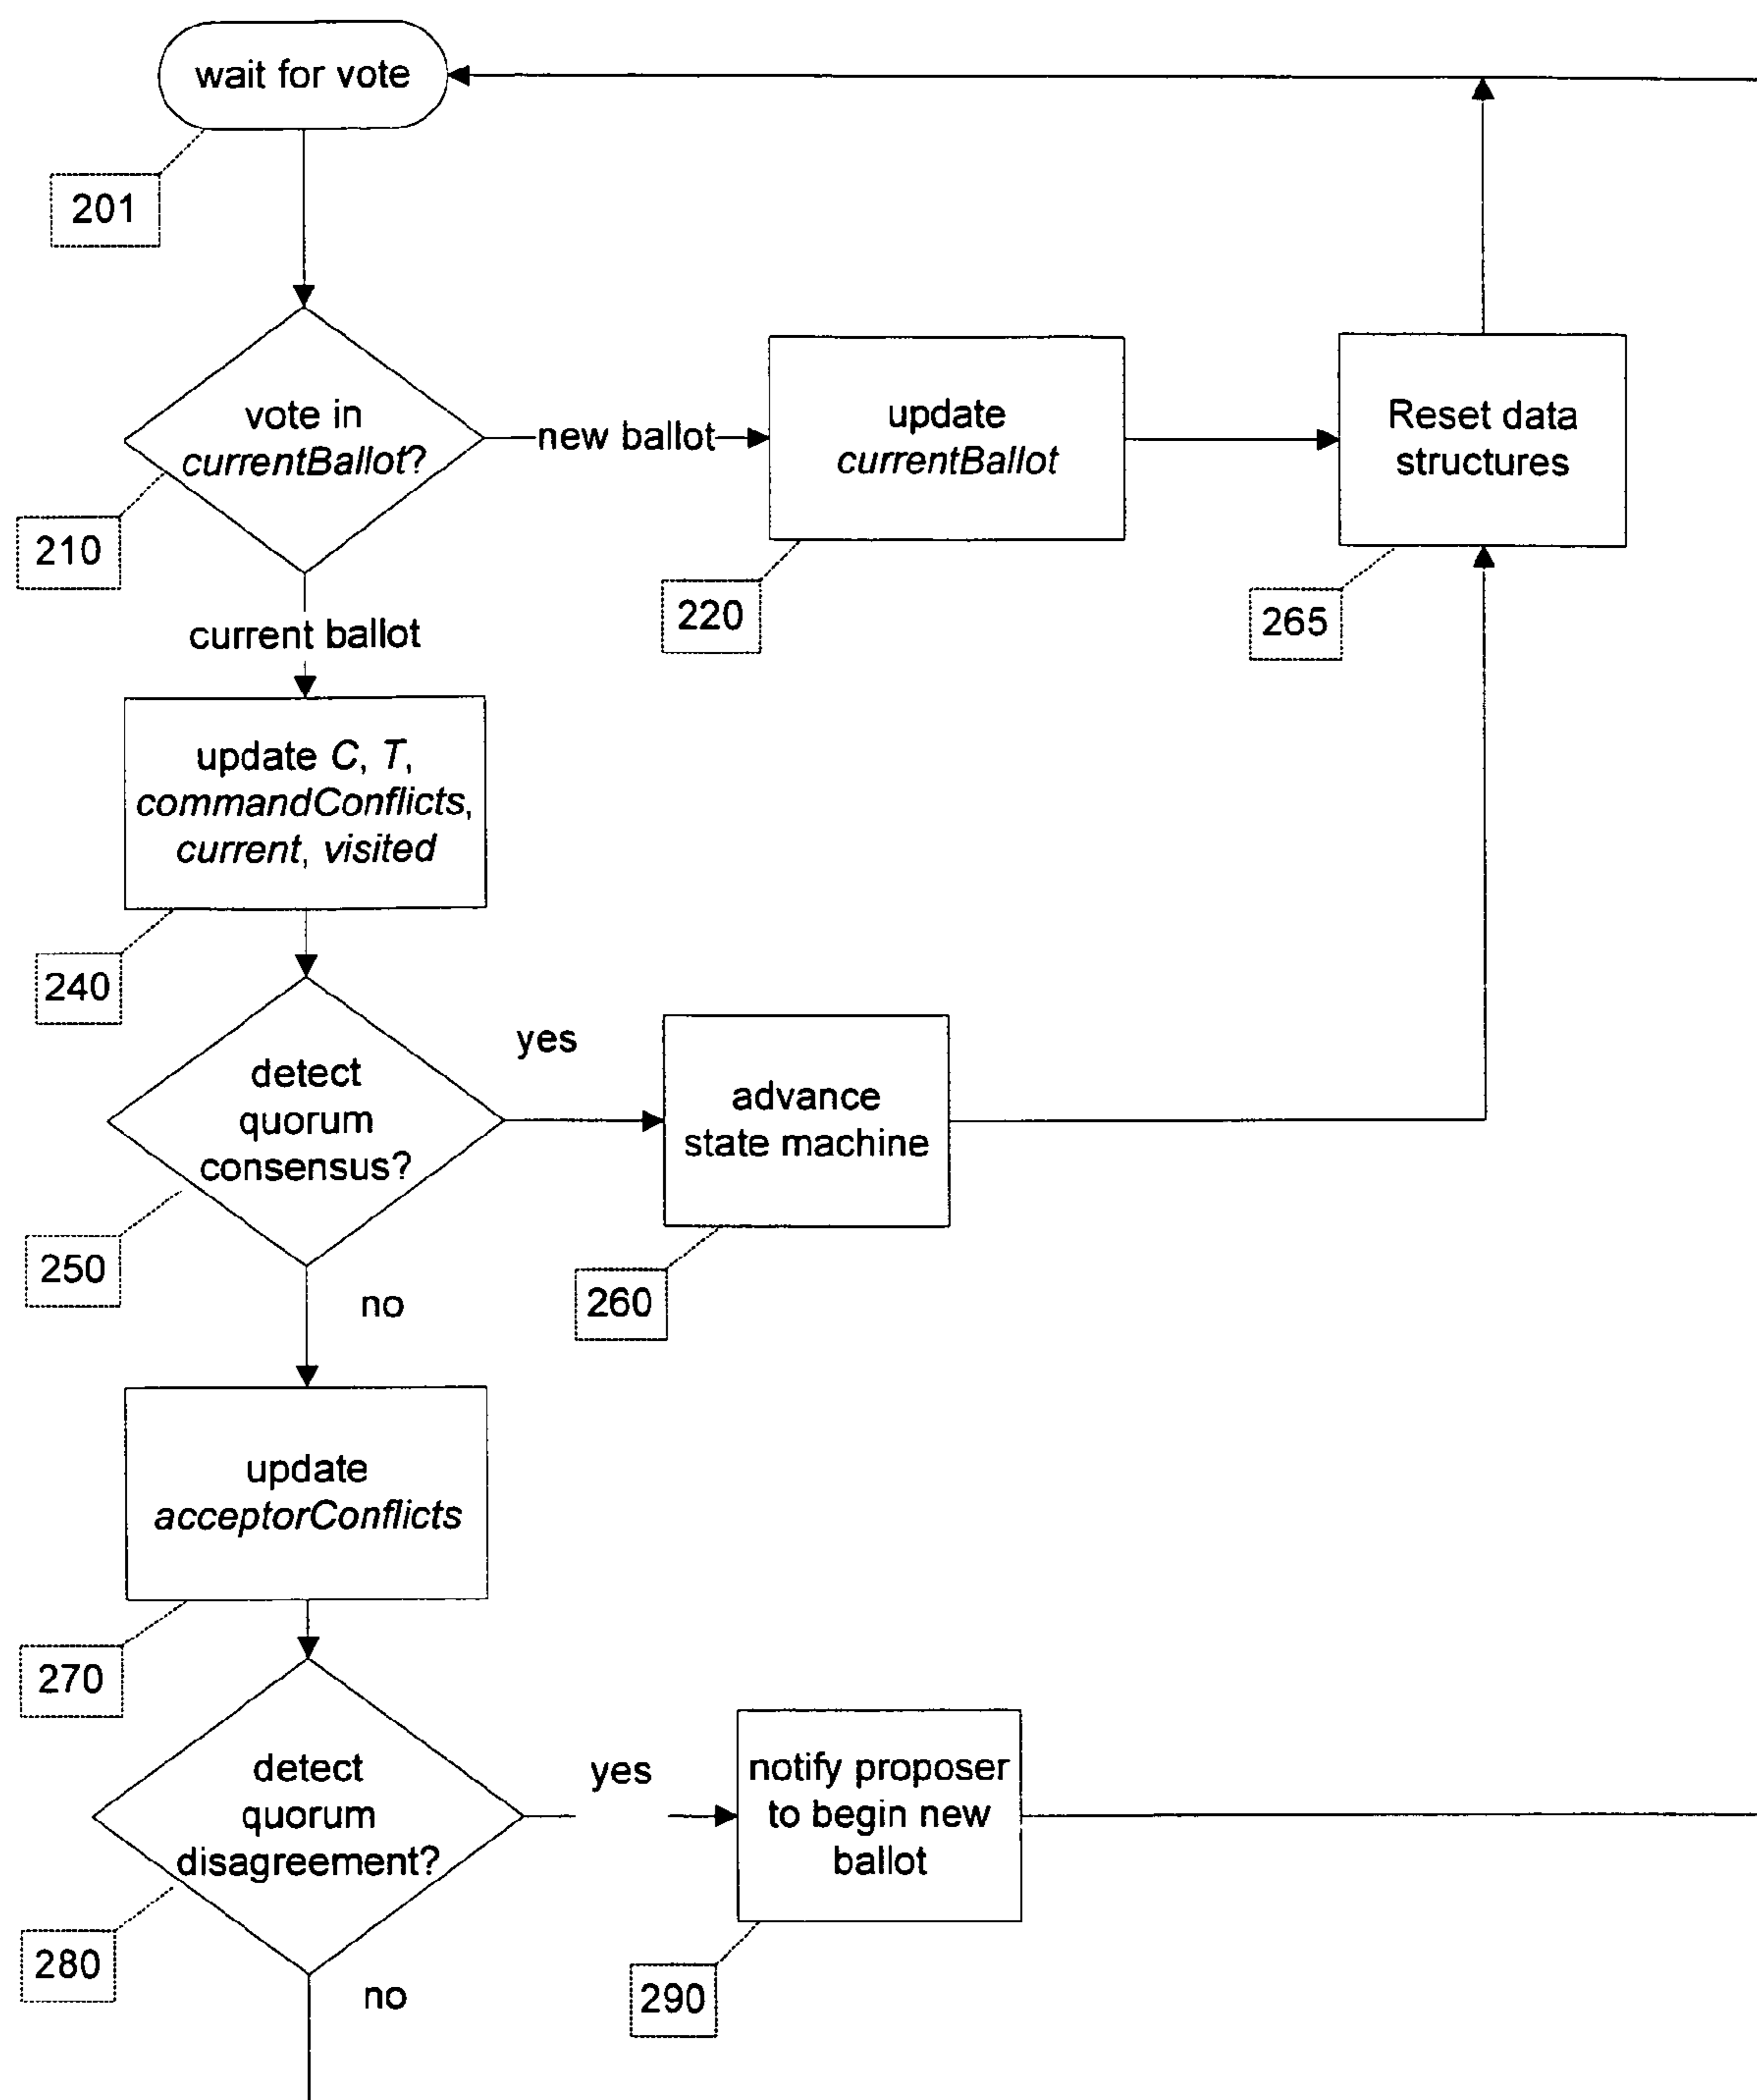 wait for vote
201
vote in
currentBallot?
new ballot
update
currentBallot
Reset data
structures
210
220
265
current ballot
update C, T,
commandConflicts,
current, visited
240
detect
quorum
consensus?
yes
advance
state machine
250
260
no
update
acceptorConflicts
270
detect
quorum
disagreement?
yes
notify proposer
to begin new
ballot
280
290
no